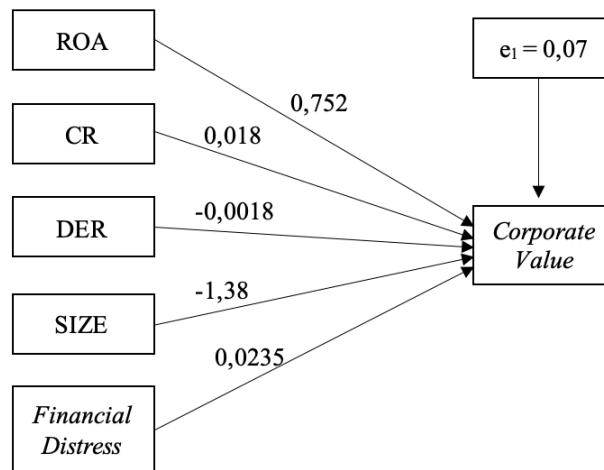 ROA
e₁ = 0,07
0,752
CR
0,018
DER
-0,0018
Corporate
Value
SIZE
-1,38
0,0235
Financial
Distress